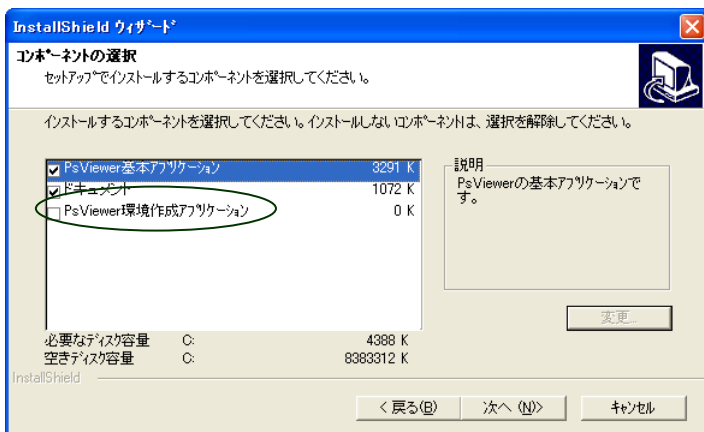 InstallShield ウィザード
コンポーネントの選択
セットアップでインストールするコンポーネントを選択してください。
インストールするコンポーネントを選択してください。インストールしないコンポーネントは、選択を解除してください。
PsViewer基本アプリケーション 3291 K
ドキュメント 1072 K
PsViewer環境作成アプリケーション 0 K
説明
PsViewerの基本アプリケーションで
す。
変更...
必要なディスク容量 C: 4388 K
空きディスク容量 C: 8383312 K
InstallShield
< 戻る(B) 次へ (N)> キャンセル